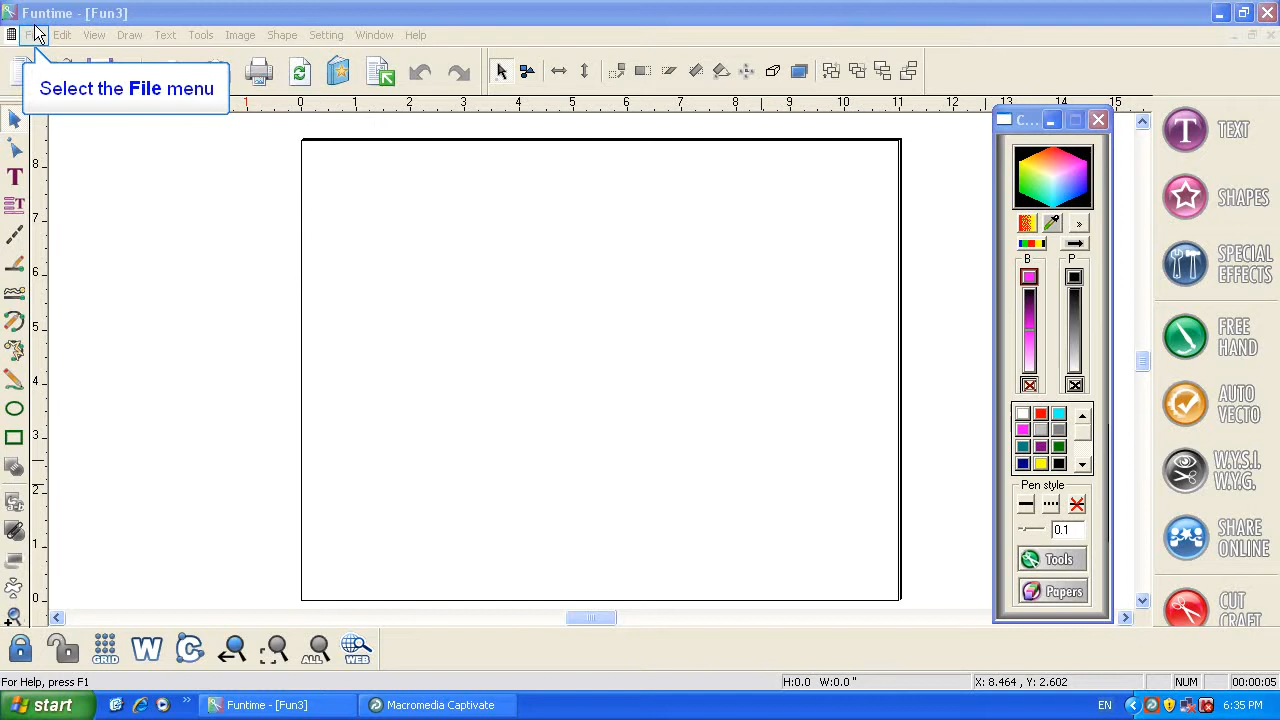 Funtime - [Fun3]
Edit View Draw Text Tools Image Shape Setting Window Help
Select the File menu
1 0 1 2 3 4 5 6 7 8 9 10 11 12 13 14 15
C...
8
7
6
5
4
3
2
1
0
B P
Pen style
0.1
Tools
Papers
TEXT
SHAPES
SPECIAL
EFFECTS
FREE
HAND
AUTO
VECTO
W.Y.S.I.
W.Y.G.
SHARE
ONLINE
CUT
CRAFT
GRID W C ALL WEB
For Help, press F1
H:0.0 W:0.0 " X: 8.464 , Y: 2.602 NUM 00:00:05
start Funtime - [Fun3] Macromedia Captivate EN 6:35 PM